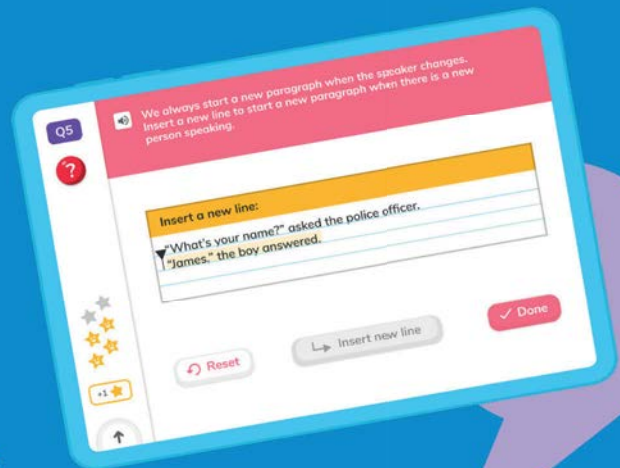 Q5
?
We always start a new paragraph when the speaker changes.
Insert a new line to start a new paragraph when there is a new
person speaking.
Insert a new line:
"What's your name?" asked the police officer.
"James." the boy answered.
+1
Reset
Insert new line
Done